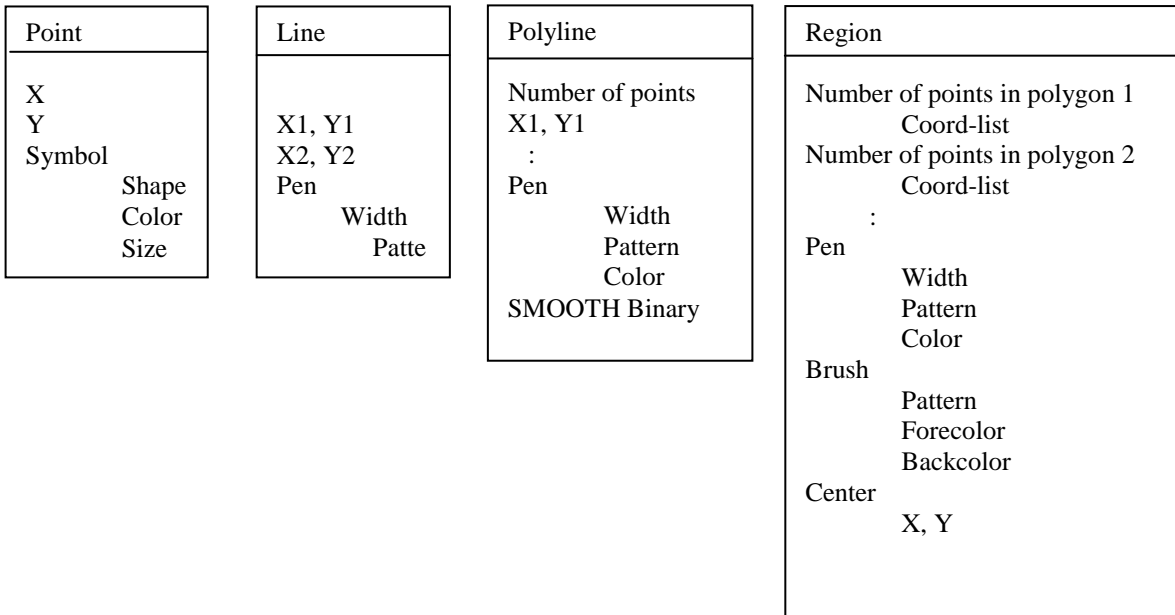 Point
X
Y
Symbol
Shape
Color
Size
Line
X1, Y1
X2, Y2
Pen
Width
Patte
Polyline
Number of points
X1, Y1
:
Pen
Width
Pattern
Color
SMOOTH Binary
Region
Number of points in polygon 1
Coord-list
Number of points in polygon 2
Coord-list
:
Pen
Width
Pattern
Color
Brush
Pattern
Forecolor
Backcolor
Center
X, Y